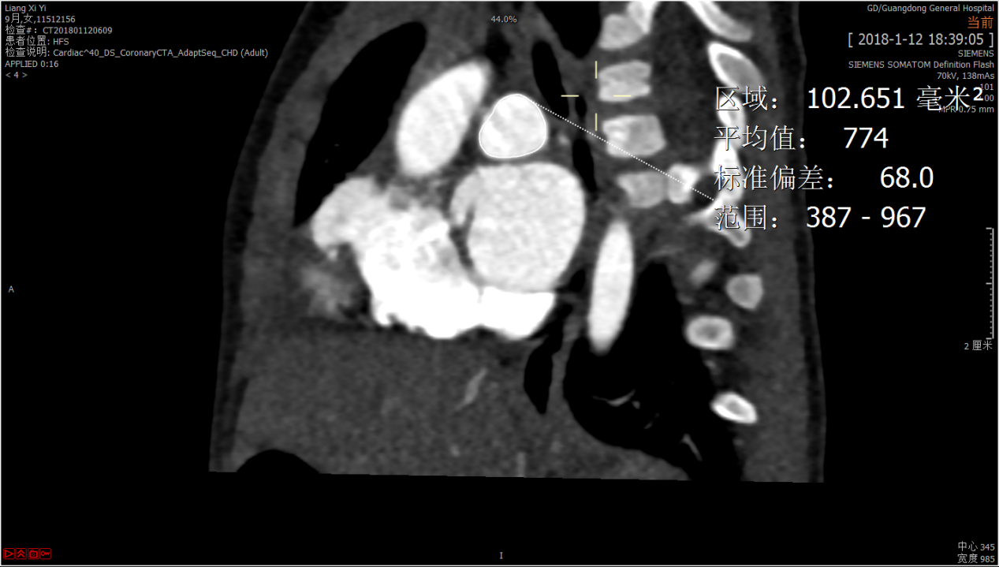 Liang Xi Yi
9月,女,11512156
检查#: CT201801120609
患者位置: HFS
检查说明: Cardiac^40_DS_CoronaryCTA_AdaptSeq_CHD (Adult)
APPLIED 0:16
< 4 >
44.0%
GD/Guangdong General Hospital
当前
[ 2018-1-12 18:39:05 ]
SIEMENS
SIEMENS SOMATOM Definition Flash
70kV, 138mAs
101
.00
MPR 0.75 mm
区域: 102.651 毫米²
平均值: 774
标准偏差: 68.0
范围: 387 - 967
A
2 厘米
I
中心 345
宽度 985